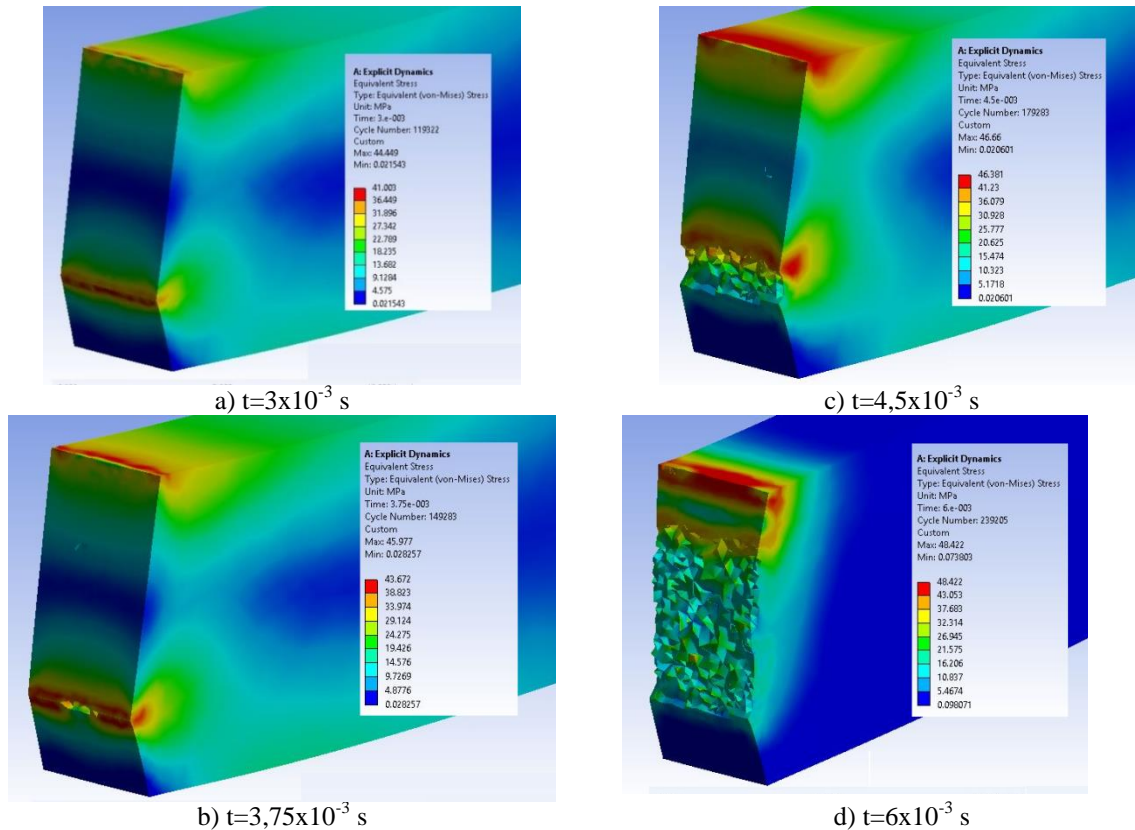 A: Explicit Dynamics
Equivalent Stress
Type: Equivalent (von-Mises) Stress
Unit: MPa
Time: 3.e-003
Cycle Number: 119322
Custom
Max: 44.449
Min: 0.021543
41.003
36.449
31.896
27.342
22.789
18.235
13.682
9.1284
4.575
0.021543
a) t=3x10⁻³ s
A: Explicit Dynamics
Equivalent Stress
Type: Equivalent (von-Mises) Stress
Unit: MPa
Time: 4.5e-003
Cycle Number: 179283
Custom
Max: 46.66
Min: 0.020601
46.381
41.23
36.079
30.928
25.777
20.625
15.474
10.323
5.1718
0.020601
c) t=4,5x10⁻³ s
A: Explicit Dynamics
Equivalent Stress
Type: Equivalent (von-Mises) Stress
Unit: MPa
Time: 3.75e-003
Cycle Number: 149283
Custom
Max: 45.977
Min: 0.028257
43.672
38.823
33.974
29.124
24.275
19.426
14.576
9.7269
4.8776
0.028257
b) t=3,75x10⁻³ s
A: Explicit Dynamics
Equivalent Stress
Type: Equivalent (von-Mises) Stress
Unit: MPa
Time: 6.e-003
Cycle Number: 239205
Custom
Max: 48.422
Min: 0.073803
48.422
43.053
37.683
32.314
26.945
21.575
16.206
10.837
5.4674
0.098071
d) t=6x10⁻³ s